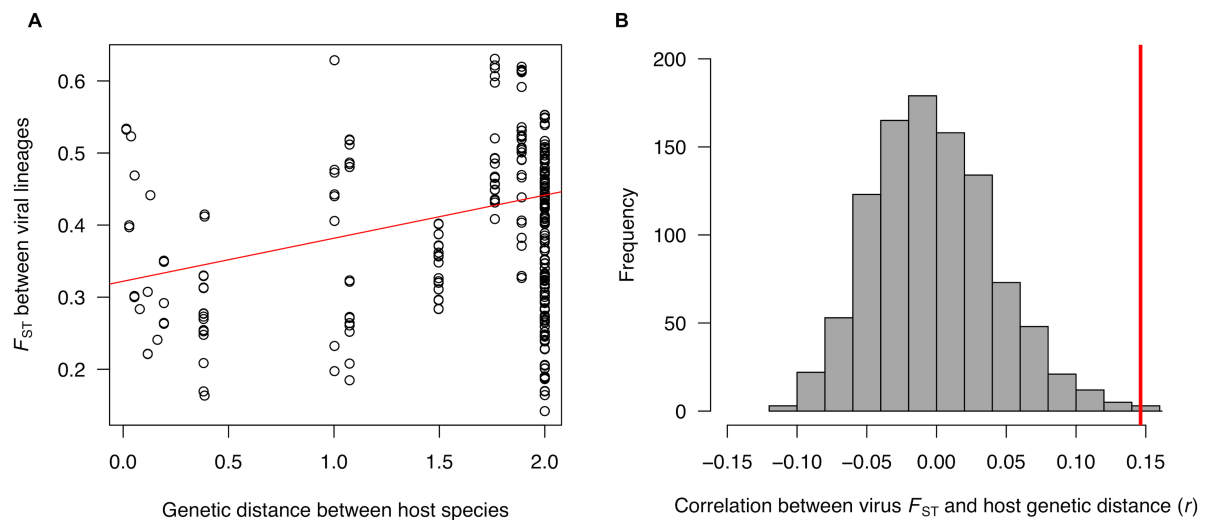 A
0.6
0.5
0.4
0.3
0.2
FST between viral lineages
0.0 0.5 1.0 1.5 2.0
Genetic distance between host species
B
200
150
100
50
0
Frequency
−0.15 −0.10 −0.05 0.00 0.05 0.10 0.15
Correlation between virus FST and host genetic distance (r)